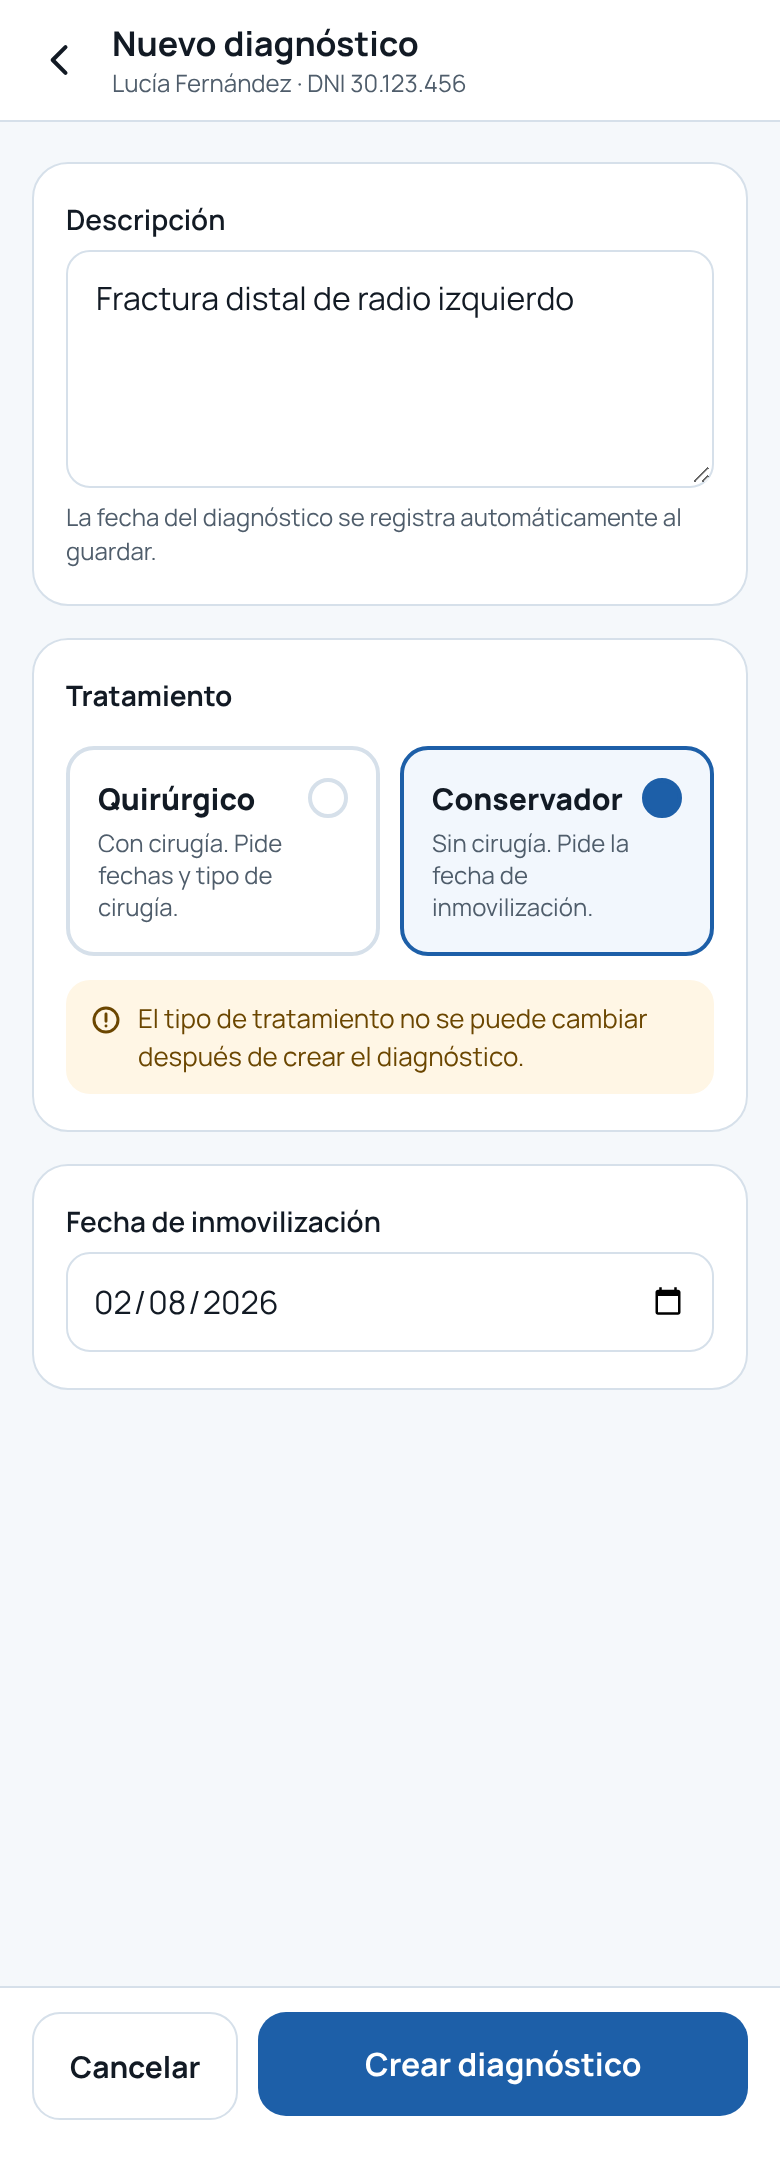 Nuevo diagnóstico
Lucía Fernández · DNI 30.123.456
Descripción
Fractura distal de radio izquierdo
La fecha del diagnóstico se registra automáticamente al
guardar.
Tratamiento
Quirúrgico
Con cirugía. Pide
fechas y tipo de
cirugía.
Conservador
Sin cirugía. Pide la
fecha de
inmovilización.
El tipo de tratamiento no se puede cambiar
después de crear el diagnóstico.
Fecha de inmovilización
02/08/2026
Cancelar
Crear diagnóstico